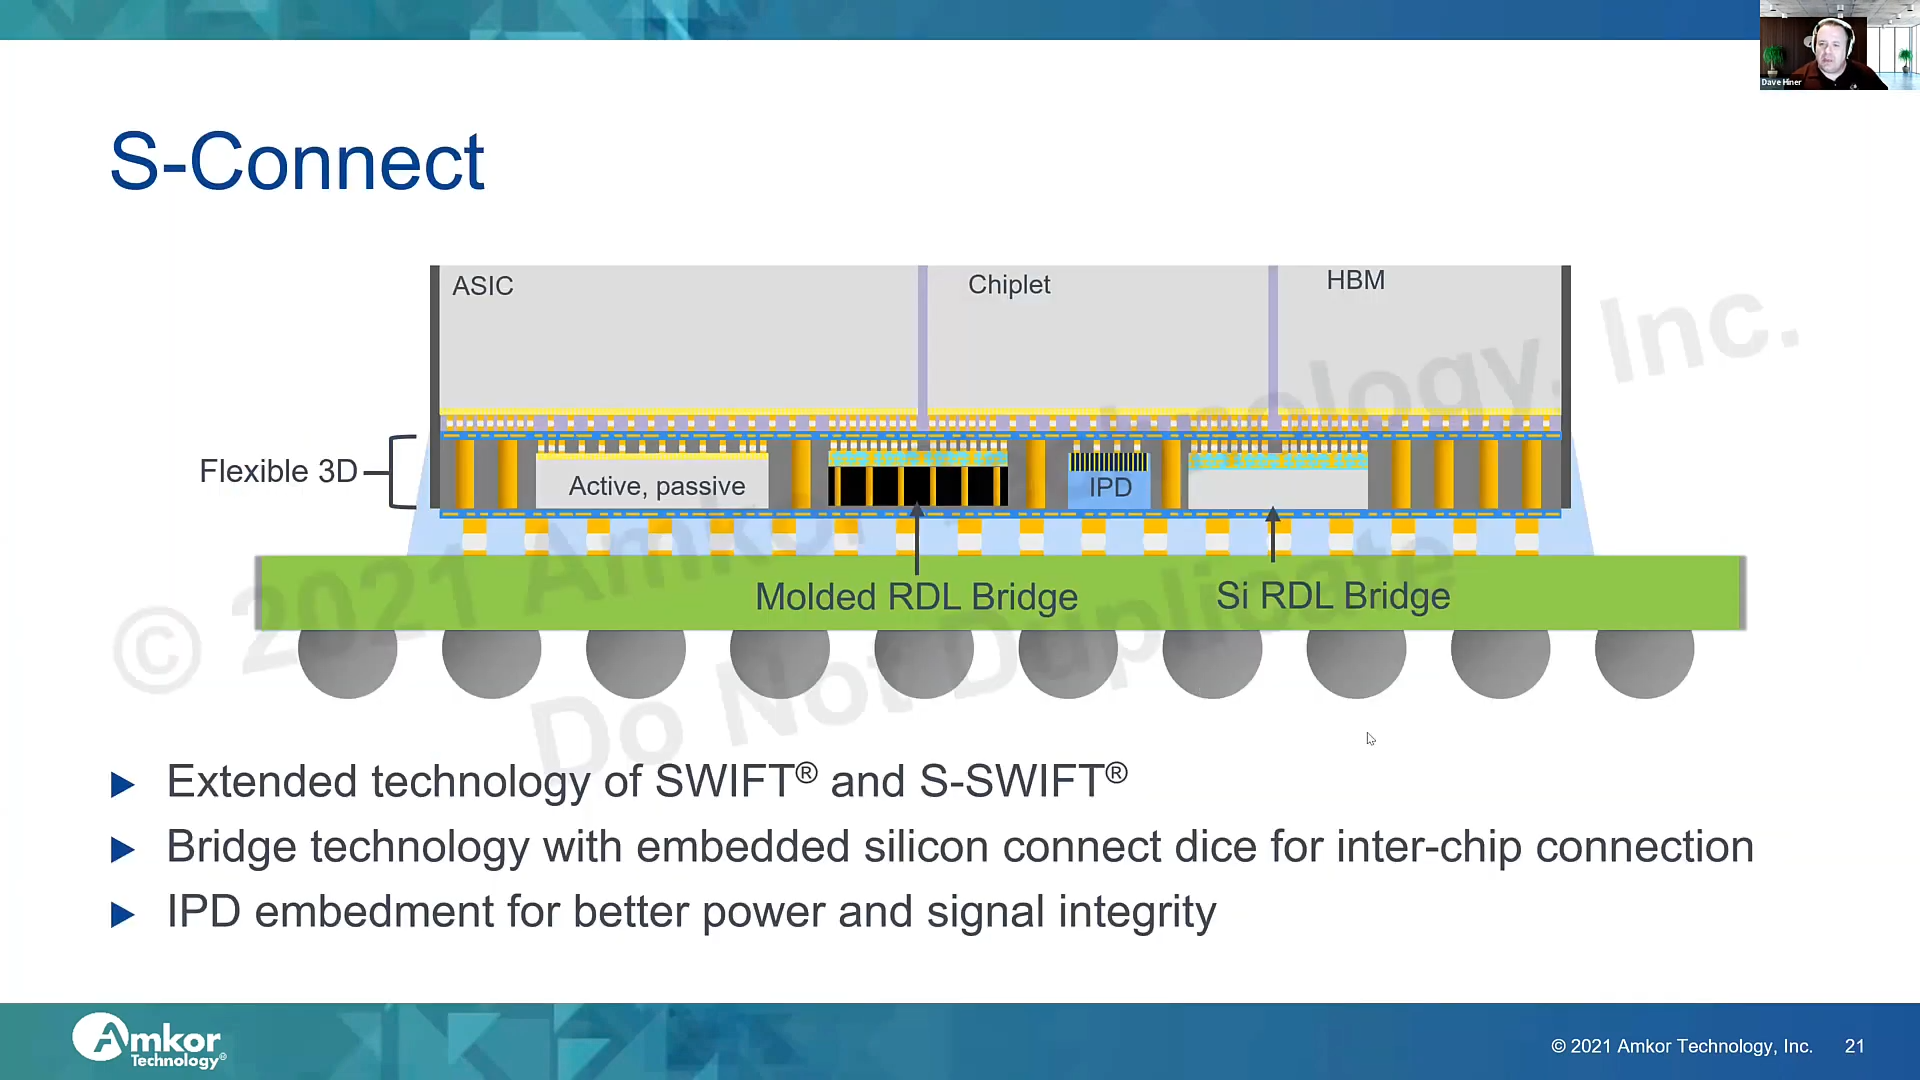 Dave Hiner
S-Connect
ASIC
Chiplet
HBM
Flexible 3D
Active, passive
IPD
Molded RDL Bridge
Si RDL Bridge
© 2021 Amkor Technology, Inc.
Do Not Duplicate
Extended technology of SWIFT® and S-SWIFT®
Bridge technology with embedded silicon connect dice for inter-chip connection
IPD embedment for better power and signal integrity
Amkor
Technology®
© 2021 Amkor Technology, Inc. 21